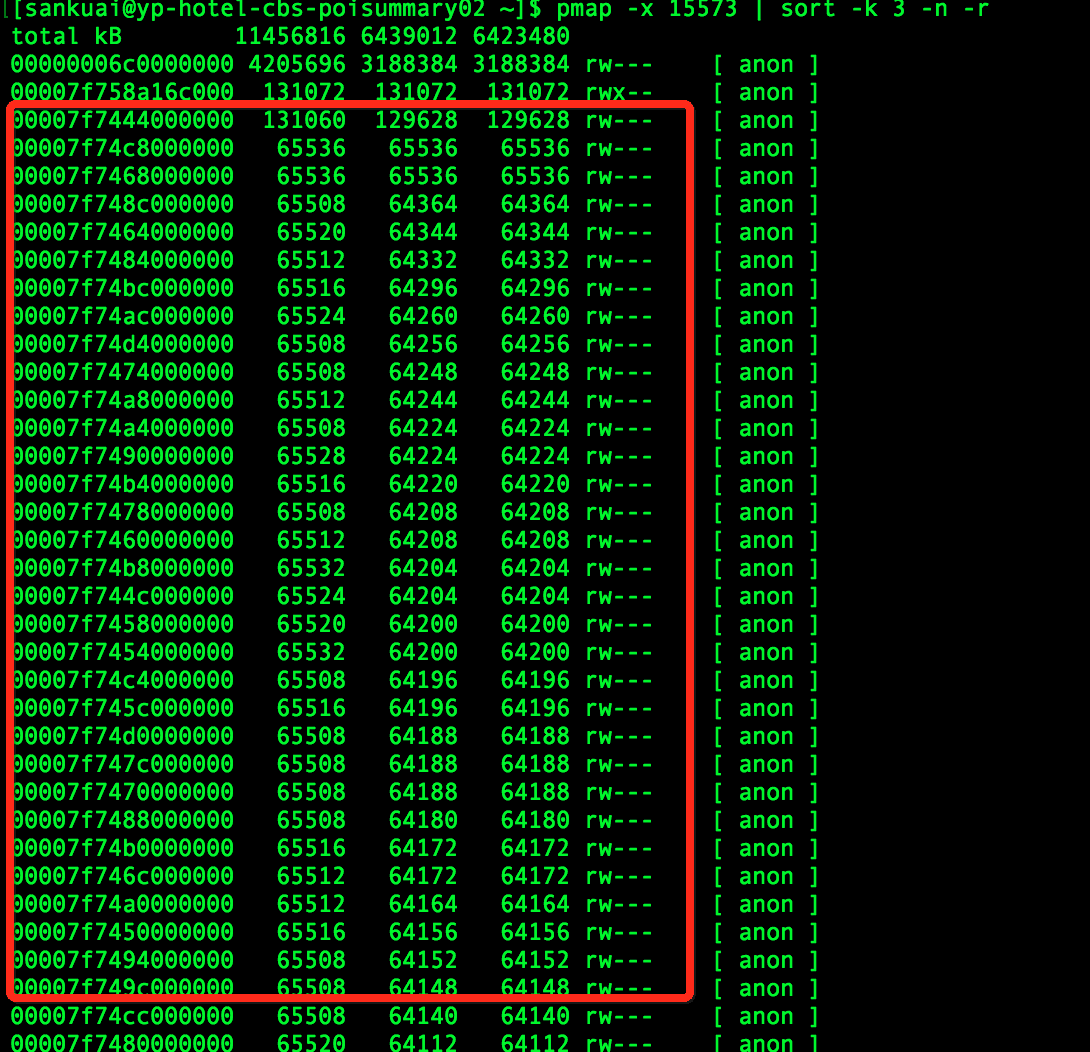 [[sankuai@yp-hotel-cbs-poisummary02 ~]$ pmap -x 15573 | sort -k 3 -n -r
total kB 11456816 6439012 6423480
00000006c0000000 4205696 3188384 3188384 rw--- [ anon ]
00007f758a16c000 131072 131072 131072 rwx-- [ anon ]
00007f7444000000 131060 129628 129628 rw--- [ anon ]
00007f74c8000000 65536 65536 65536 rw--- [ anon ]
00007f7468000000 65536 65536 65536 rw--- [ anon ]
00007f748c000000 65508 64364 64364 rw--- [ anon ]
00007f7464000000 65520 64344 64344 rw--- [ anon ]
00007f7484000000 65512 64332 64332 rw--- [ anon ]
00007f74bc000000 65516 64296 64296 rw--- [ anon ]
00007f74ac000000 65524 64260 64260 rw--- [ anon ]
00007f74d4000000 65508 64256 64256 rw--- [ anon ]
00007f7474000000 65508 64248 64248 rw--- [ anon ]
00007f74a8000000 65512 64244 64244 rw--- [ anon ]
00007f74a4000000 65508 64224 64224 rw--- [ anon ]
00007f7490000000 65528 64224 64224 rw--- [ anon ]
00007f74b4000000 65516 64220 64220 rw--- [ anon ]
00007f7478000000 65508 64208 64208 rw--- [ anon ]
00007f7460000000 65512 64208 64208 rw--- [ anon ]
00007f74b8000000 65532 64204 64204 rw--- [ anon ]
00007f744c000000 65524 64204 64204 rw--- [ anon ]
00007f7458000000 65520 64200 64200 rw--- [ anon ]
00007f7454000000 65532 64200 64200 rw--- [ anon ]
00007f74c4000000 65508 64196 64196 rw--- [ anon ]
00007f745c000000 65516 64196 64196 rw--- [ anon ]
00007f74d0000000 65508 64188 64188 rw--- [ anon ]
00007f747c000000 65508 64188 64188 rw--- [ anon ]
00007f7470000000 65508 64188 64188 rw--- [ anon ]
00007f7488000000 65508 64180 64180 rw--- [ anon ]
00007f74b0000000 65516 64172 64172 rw--- [ anon ]
00007f746c000000 65512 64172 64172 rw--- [ anon ]
00007f74a0000000 65512 64164 64164 rw--- [ anon ]
00007f7450000000 65516 64156 64156 rw--- [ anon ]
00007f7494000000 65508 64152 64152 rw--- [ anon ]
00007f749c000000 65508 64148 64148 rw--- [ anon ]
00007f74cc000000 65508 64140 64140 rw--- [ anon ]
00007f7480000000 65520 64112 64112 rw--- [ anon ]